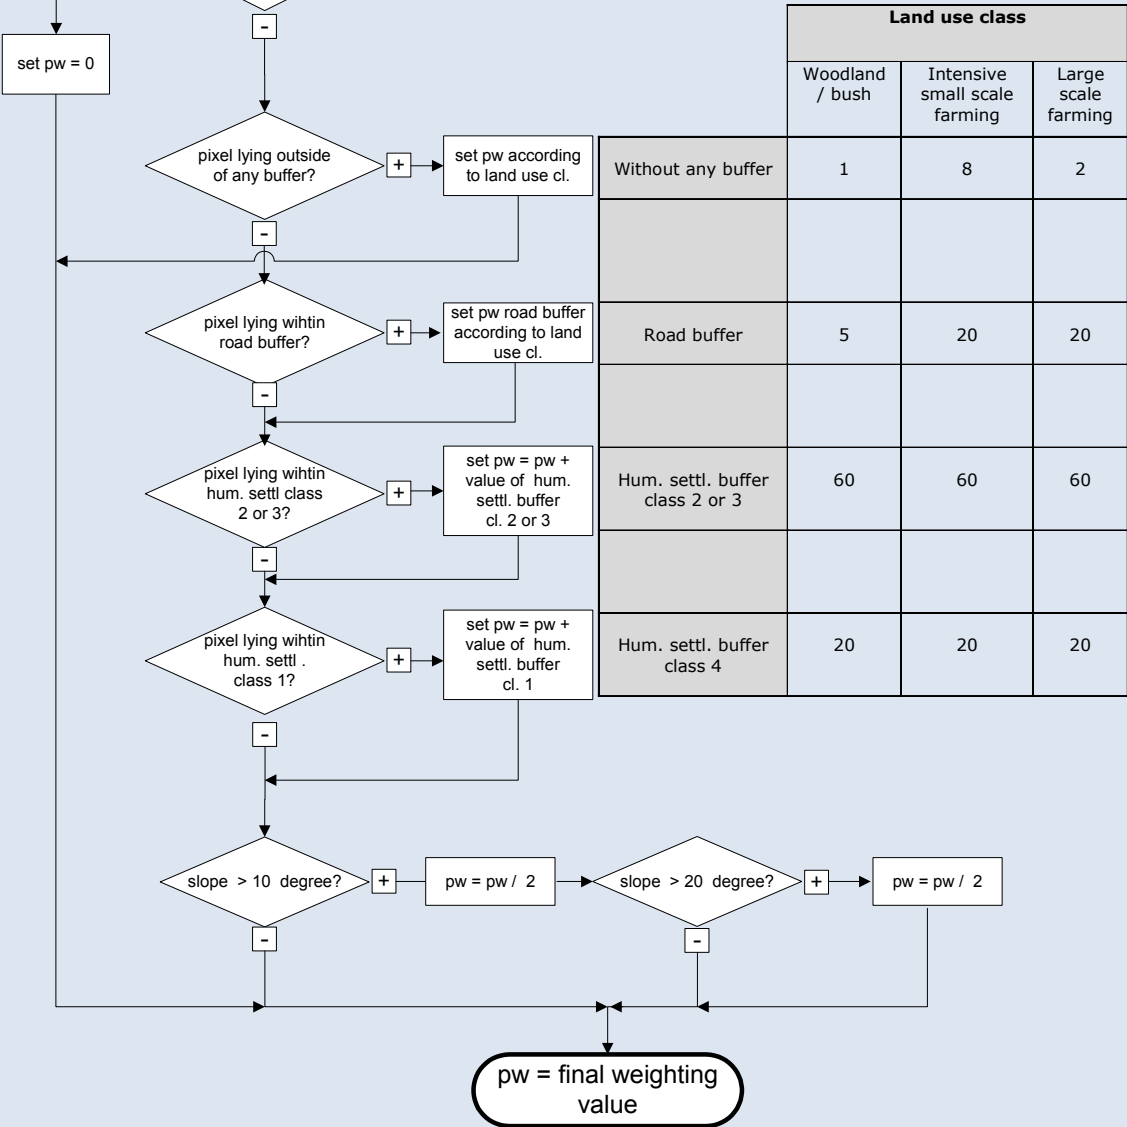 -
set pw = 0
Land use class
Woodland
/ bush
Intensive
small scale
farming
Large
scale
farming
pixel lying outside
of any buffer?
+
set pw according
to land use cl.
Without any buffer
1
8
2
-
pixel lying wihtin
road buffer?
+
set pw road buffer
according to land
use cl.
Road buffer
5
20
20
-
pixel lying wihtin
hum. settl class
2 or 3?
+
set pw = pw +
value of hum.
settl. buffer
cl. 2 or 3
Hum. settl. buffer
class 2 or 3
60
60
60
-
pixel lying wihtin
hum. settl .
class 1?
+
set pw = pw +
value of hum.
settl. buffer
cl. 1
Hum. settl. buffer
class 4
20
20
20
-
slope > 10 degree?
+
pw = pw / 2
slope > 20 degree?
+
pw = pw / 2
-
-
pw = final weighting
value